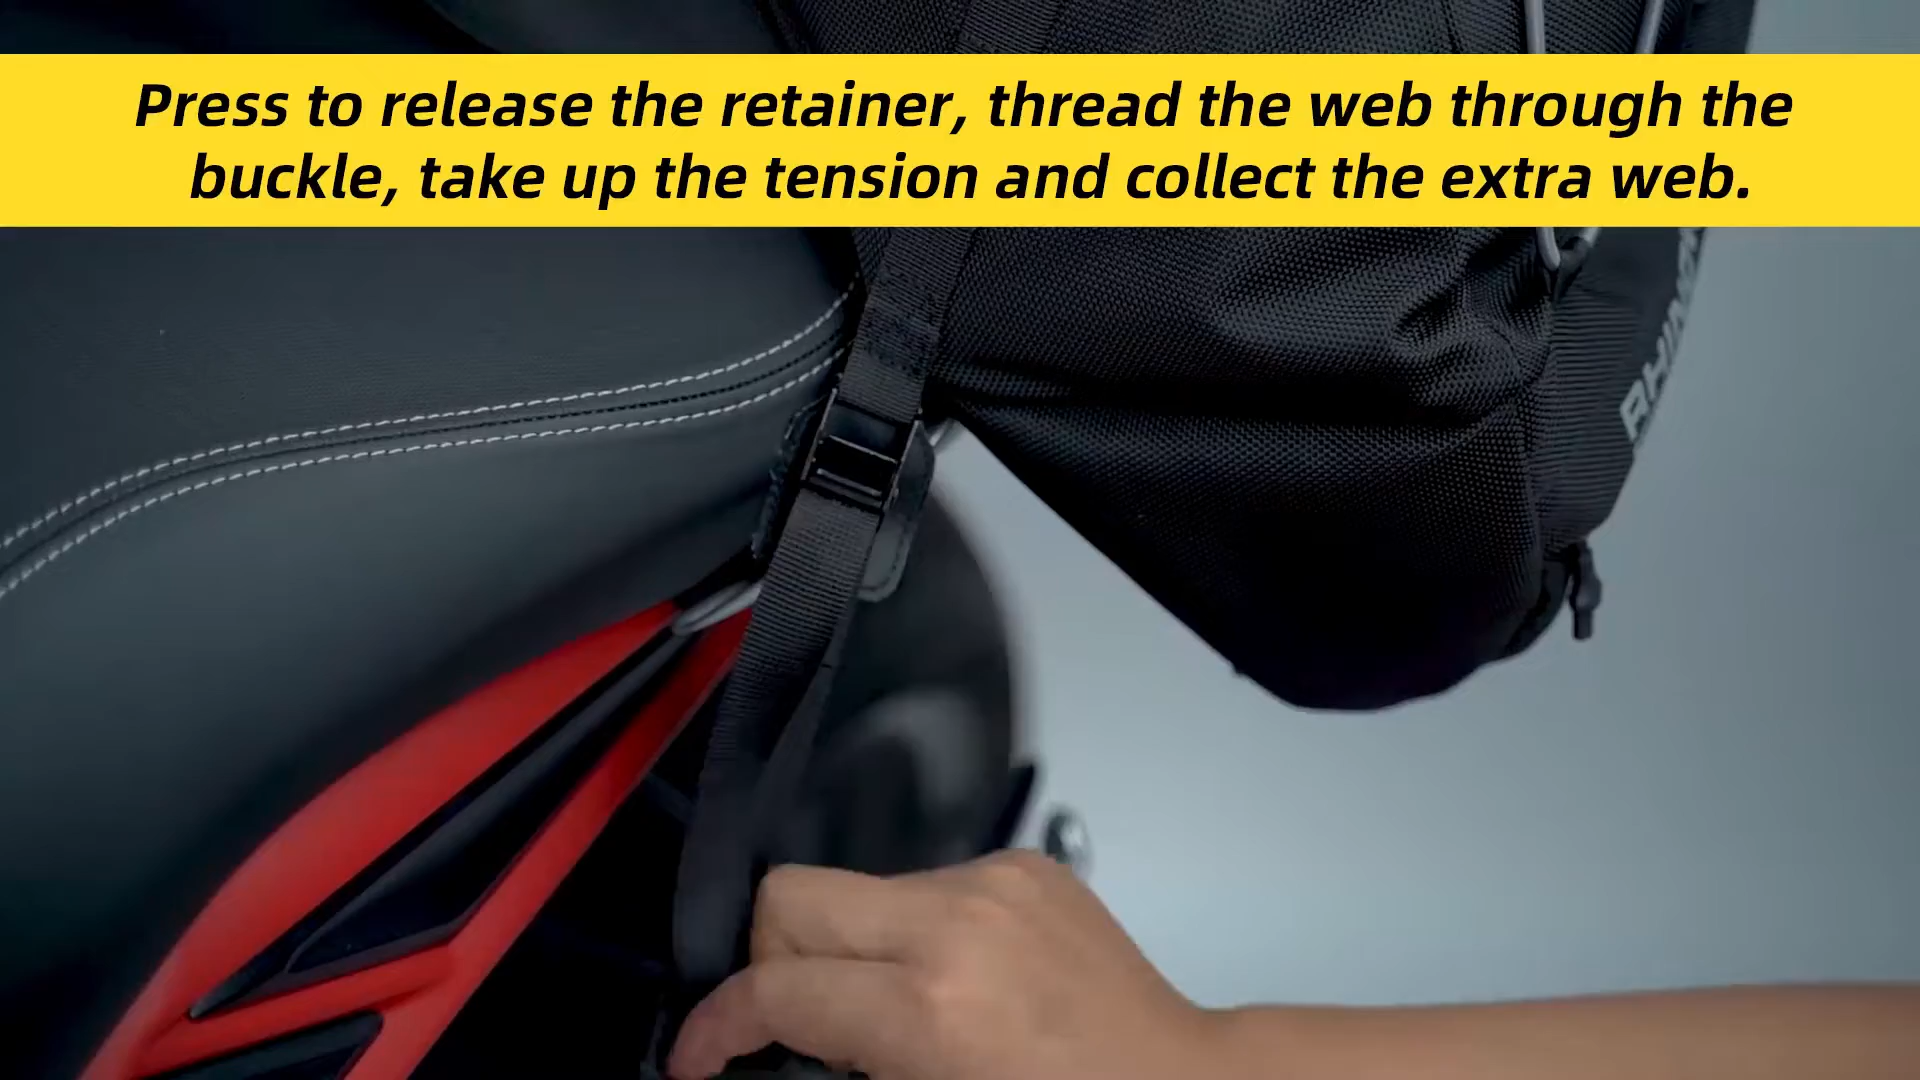 Press to release the retainer, thread the web through the
buckle, take up the tension and collect the extra web.